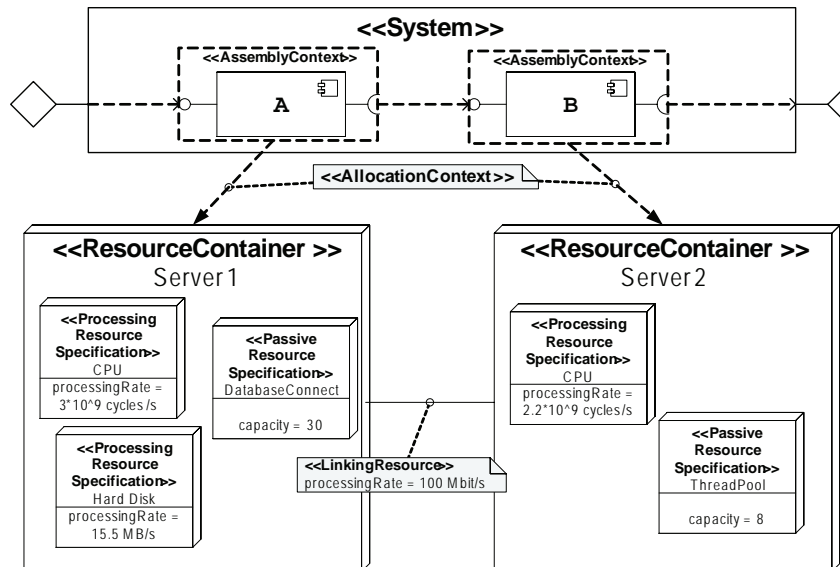 <<System>>
<<AssemblyContext>>
<<AssemblyContext>>
A
B
<<AllocationContext>>
<<ResourceContainer >>
Server1
<<Processing
Resource
Specification>>
CPU
processingRate =
3*10^9 cycles/s
<<Passive
Resource
Specification>>
DatabaseConnect
capacity = 30
<<Processing
Resource
Specification>>
Hard Disk
processingRate =
15.5 MB/s
<<LinkingResource>>
processingRate = 100 Mbit/s
<<ResourceContainer >>
Server2
<<Processing
Resource
Specification>>
CPU
processingRate =
2.2*10^9 cycles/s
<<Passive
Resource
Specification>>
ThreadPool
capacity = 8